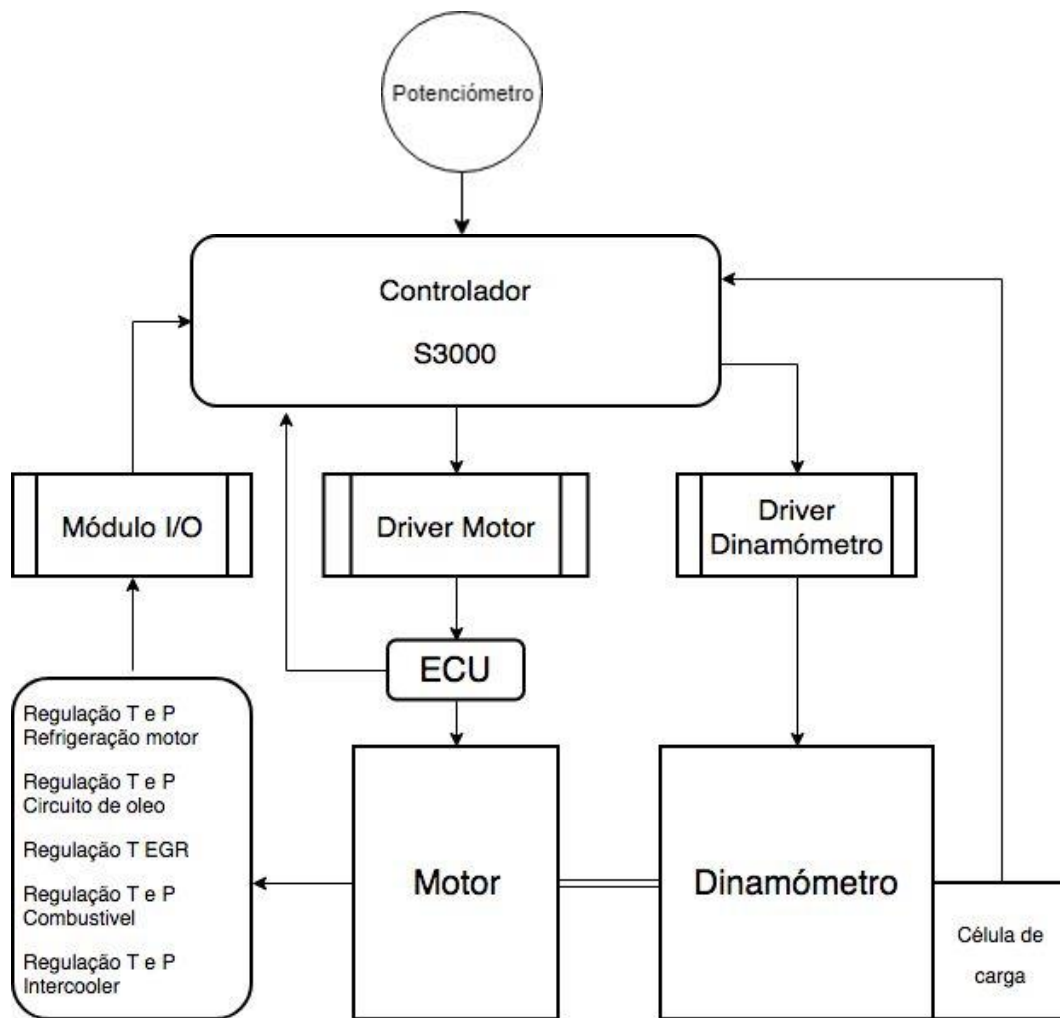 Potenciómetro
Controlador
S3000
Módulo I/O
Driver Motor
Driver
Dinamómetro
ECU
Regulação T e P
Refrigeração motor
Regulação T e P
Circuito de oleo
Regulação T EGR
Regulação T e P
Combustivel
Regulação T e P
Intercooler
Motor
Dinamómetro
Célula de
carga